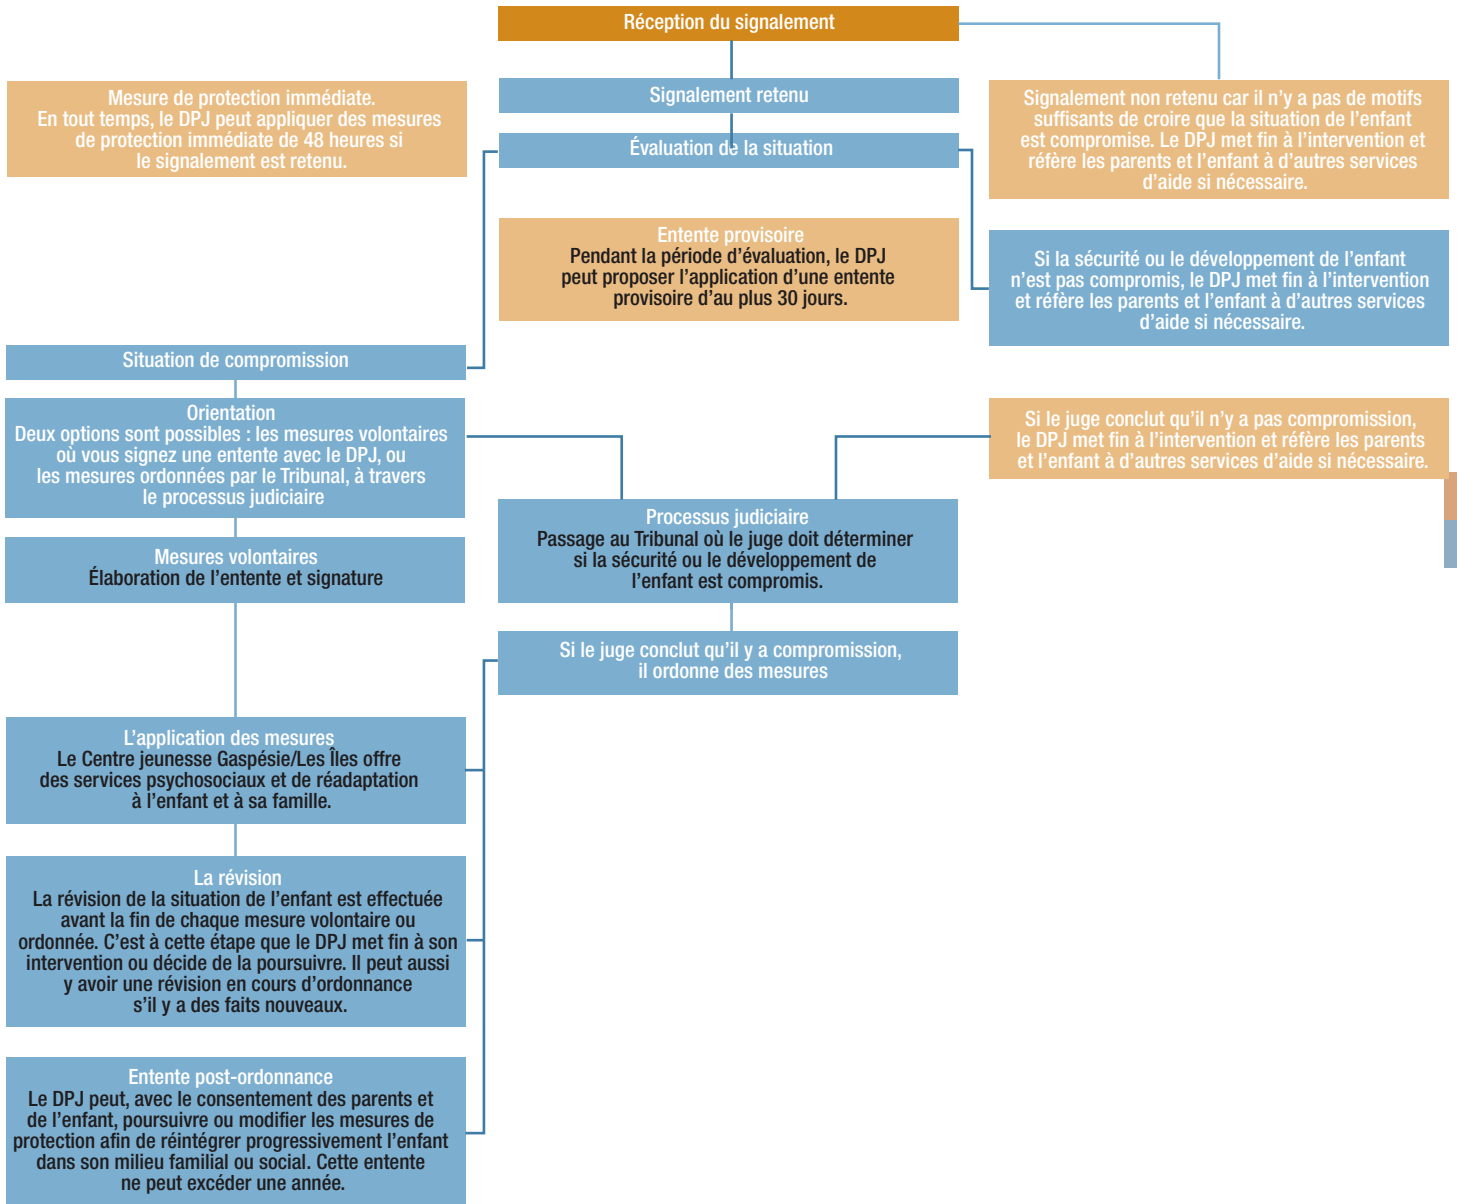 Réception du signalement
Signalement retenu
Évaluation de la situation
Mesure de protection immédiate.
En tout temps, le DPJ peut appliquer des mesures
de protection immédiate de 48 heures si
le signalement est retenu.
Signalement non retenu car il n’y a pas de motifs
suffisants de croire que la situation de l’enfant
est compromise. Le DPJ met fin à l’intervention et
réfère les parents et l’enfant à d’autres services
d’aide si nécessaire.
Entente provisoire
Pendant la période d’évaluation, le DPJ
peut proposer l’application d’une entente
provisoire d’au plus 30 jours.
Si la sécurité ou le développement de l’enfant
n’est pas compromis, le DPJ met fin à l’intervention
et réfère les parents et l’enfant à d’autres services
d’aide si nécessaire.
Situation de compromission
Orientation
Deux options sont possibles : les mesures volontaires
où vous signez une entente avec le DPJ, ou
les mesures ordonnées par le Tribunal, à travers
le processus judiciaire
Si le juge conclut qu’il n’y a pas compromission,
le DPJ met fin à l’intervention et réfère les parents
et l’enfant à d’autres services d’aide si nécessaire.
Processus judiciaire
Passage au Tribunal où le juge doit déterminer
si la sécurité ou le développement de
l’enfant est compromis.
Mesures volontaires
Élaboration de l’entente et signature
Si le juge conclut qu’il y a compromission,
il ordonne des mesures
L’application des mesures
Le Centre jeunesse Gaspésie/Les Îles offre
des services psychosociaux et de réadaptation
à l’enfant et à sa famille.
La révision
La révision de la situation de l’enfant est effectuée
avant la fin de chaque mesure volontaire ou
ordonnée. C’est à cette étape que le DPJ met fin à son
intervention ou décide de la poursuivre. Il peut aussi
y avoir une révision en cours d’ordonnance
s’il y a des faits nouveaux.
Entente post-ordonnance
Le DPJ peut, avec le consentement des parents et
de l’enfant, poursuivre ou modifier les mesures de
protection afin de réintégrer progressivement l’enfant
dans son milieu familial ou social. Cette entente
ne peut excéder une année.